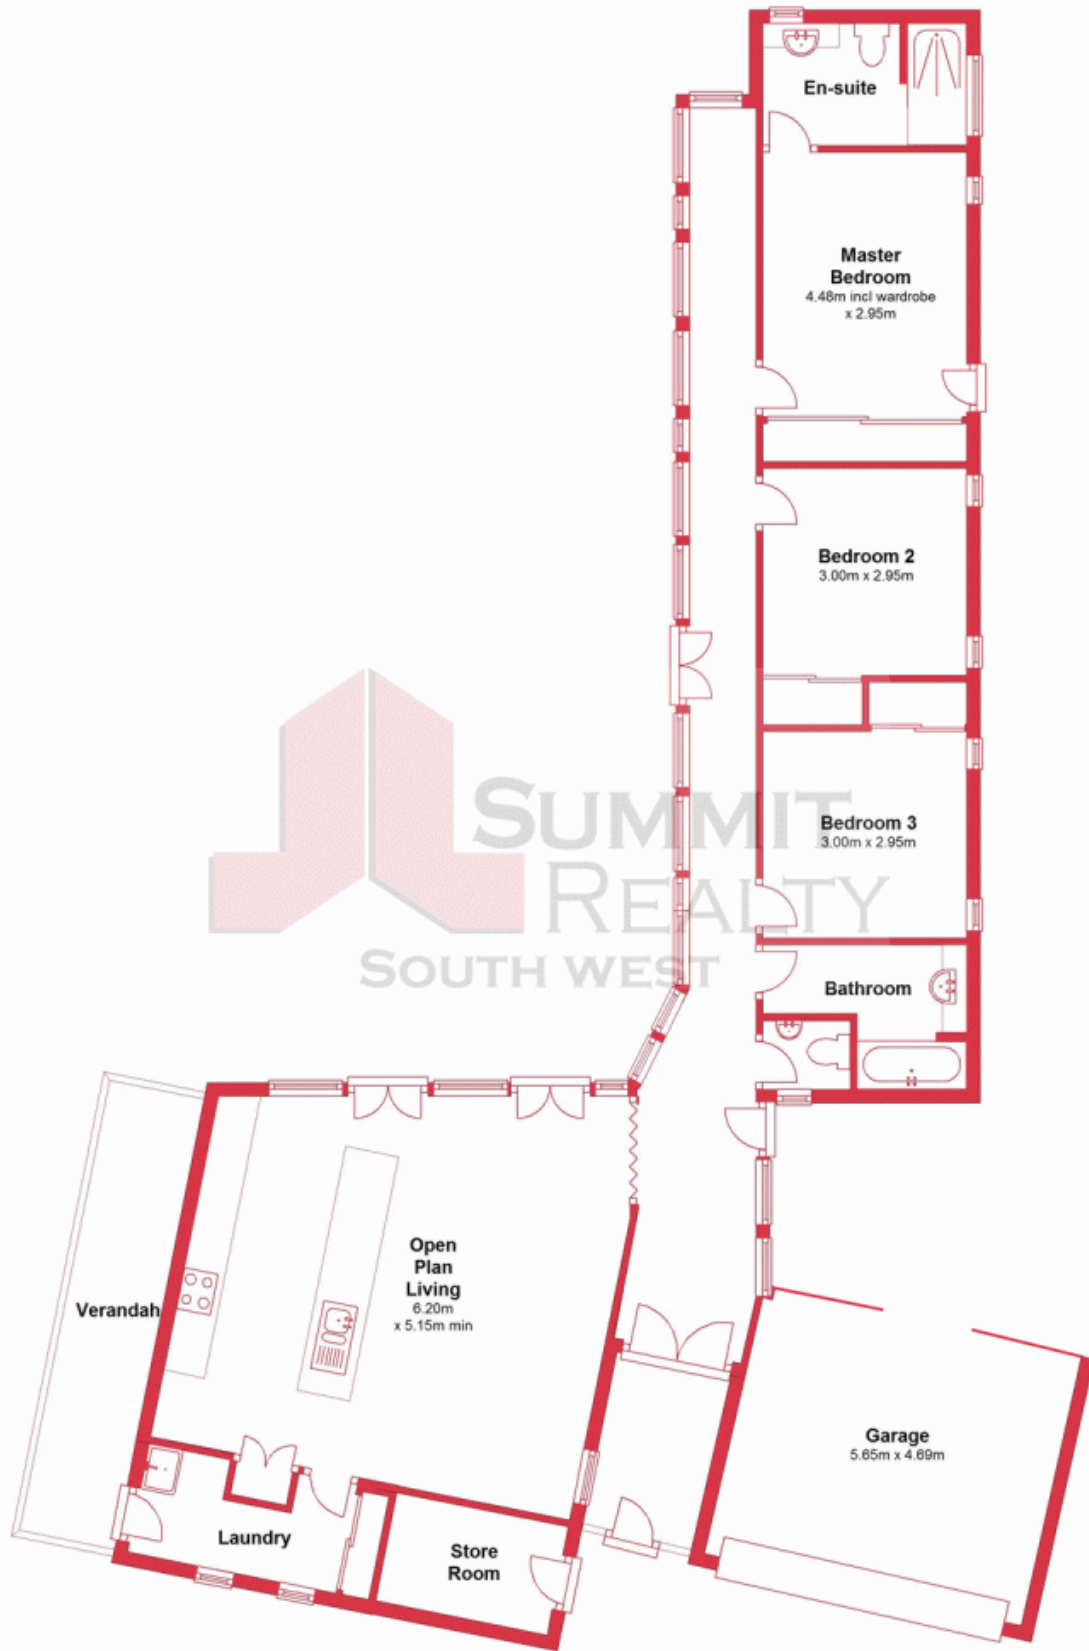 En-suite
Master
Bedroom
4.48m incl wardrobe
x 2.95m
Bedroom 2
3.00m x 2.95m
SUMMIT
REALTY
SOUTH WEST
Bedroom 3
3.00m x 2.95m
Bathroom
Open
Plan
Living
6.20m
x 5.15m min
Verandah
Garage
5.65m x 4.69m
Laundry
Store
Room